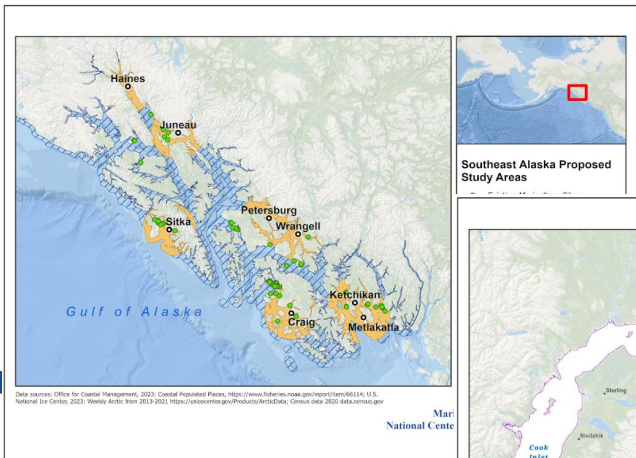 Haines
Juneau
Sitka
Petersburg
Wrangell
Ketchikan
Craig
Metlakatla
Gulf of Alaska
Data sources: Office for Coastal Management, 2023: Coastal Populated Places, https://www.fisheries.noaa.gov/inport/item/66114; U.S.
National Ice Center, 2023: Weekly Arctic from 2013-2021 https://usicecenter.gov/Products/ArcticData; Census date 2020 data.census.gov
Mari
National Cente
Southeast Alaska Proposed
Study Areas
Sterling
Ninilchik
Cook
Inlet